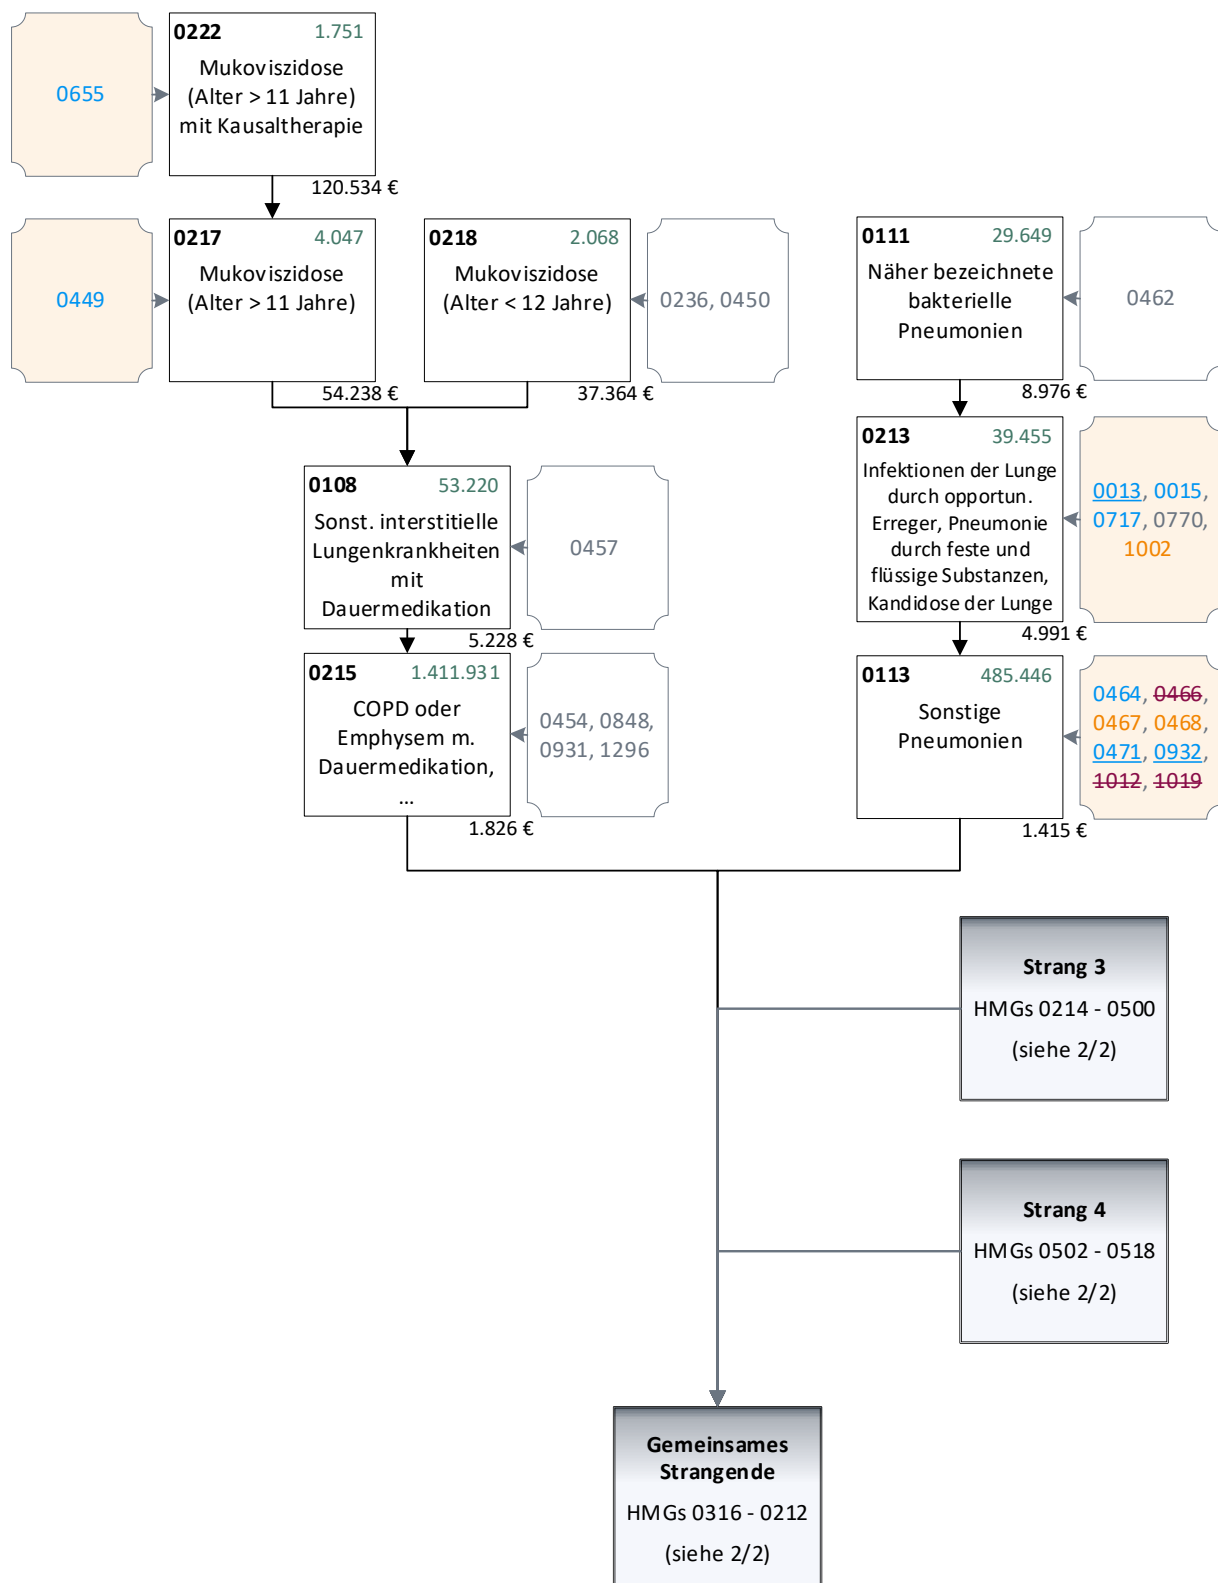 0222 1.751
Mukoviszidose
(Alter > 11 Jahre)
mit Kausaltherapie
0655
120.534 €
0217 4.047
Mukoviszidose
(Alter > 11 Jahre)
0449
54.238 €
0218 2.068
Mukoviszidose
(Alter < 12 Jahre)
0236, 0450
37.364 €
0111 29.649
Näher bezeichnete
bakterielle
Pneumonien
0462
8.976 €
0108 53.220
Sonst. interstitielle
Lungenkrankheiten
mit
Dauermedikation
0457
5.228 €
0213 39.455
Infektionen der Lunge
durch opportun.
Erreger, Pneumonie
durch feste und
flüssige Substanzen,
Kandidose der Lunge
0013, 0015,
0717, 0770,
1002
4.991 €
0215 1.411.931
COPD oder
Emphysem m.
Dauermedikation,
...
0454, 0848,
0931, 1296
1.826 €
0113 485.446
Sonstige
Pneumonien
0464, 0466,
0467, 0468,
0471, 0932,
1012, 1019
1.415 €
Strang 3
HMGs 0214 - 0500
(siehe 2/2)
Strang 4
HMGs 0502 - 0518
(siehe 2/2)
Gemeinsames
Strangende
HMGs 0316 - 0212
(siehe 2/2)